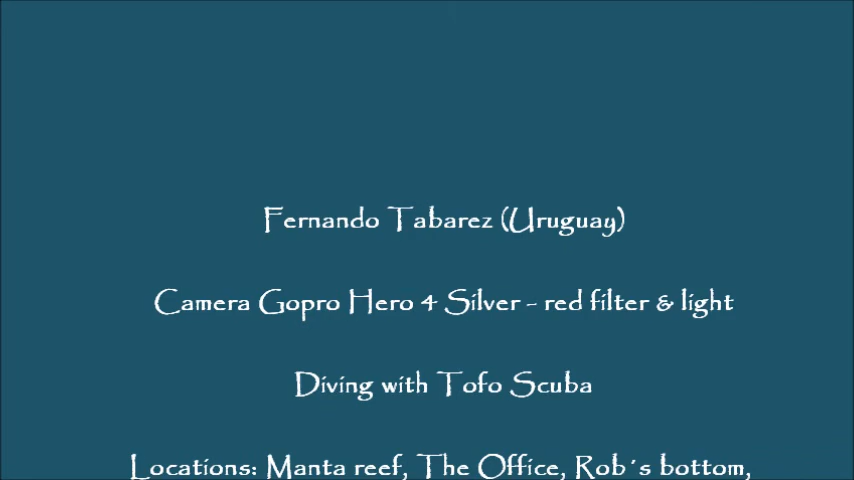 Fernando Tabarez (Uruguay)
Camera Gopro Hero 4 Silver - red filter & light
Diving with Tofo Scuba
Locations: Manta reef, The Office, Rob´s bottom,